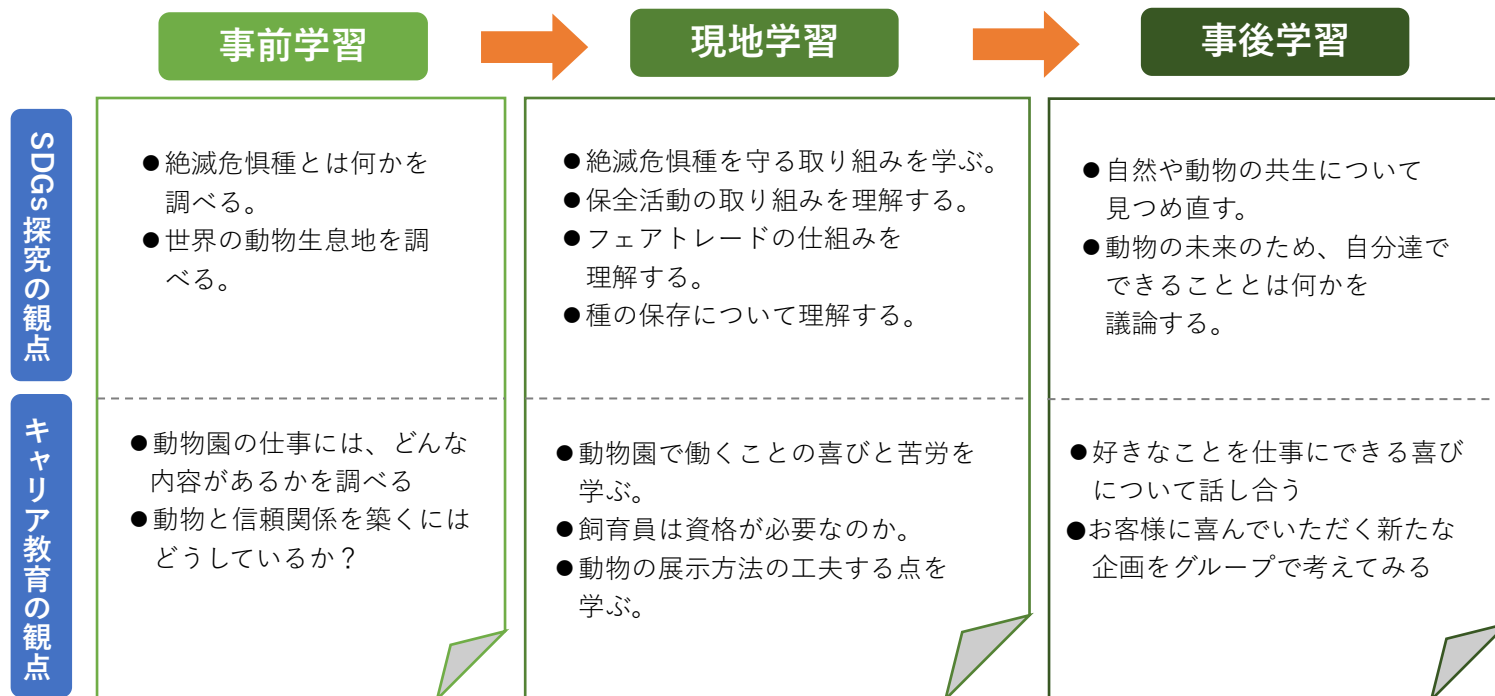 事前学習
現地学習
事後学習
SDGs探究の観点
●絶滅危惧種とは何かを
調べる。
●世界の動物生息地を調
べる。
●絶滅危惧種を守る取り組みを学ぶ。
●保全活動の取り組みを理解する。
●フェアトレードの仕組みを
理解する。
●種の保存について理解する。
●自然や動物の共生について
見つめ直す。
●動物の未来のため、自分達で
できることとは何かを
議論する。
キャリア教育の観点
●動物園の仕事には、どんな
内容があるかを調べる
●動物と信頼関係を築くには
どうしているか？
●動物園で働くことの喜びと苦労を
学ぶ。
●飼育員は資格が必要なのか。
●動物の展示方法の工夫する点を
学ぶ。
●好きなことを仕事にできる喜び
について話し合う
●お客様に喜んでいただく新たな
企画をグループで考えてみる